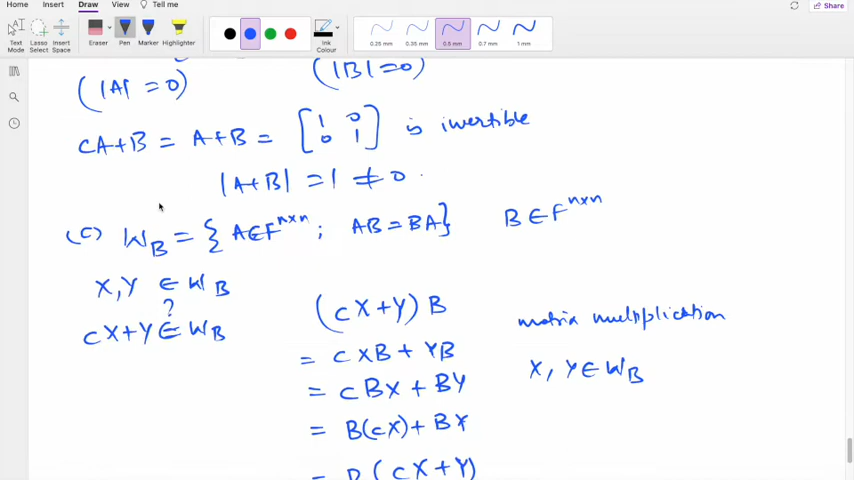 Home Insert Draw View Tell me
Share
Text Mode
Lasso Select
Insert Space
Eraser
Pen
Marker
Highlighter
Ink Colour
0.25 mm
0.35 mm
0.5 mm
0.7 mm
1 mm
(|A| = 0) (|B| = 0)
cA+B = A+B = [1 0 0 1] is invertible
|A+B| = 1 ≠ 0
(c) W_B = { A∈F^{n×n} ; AB = BA} B ∈ F^{n×n}
X, Y ∈ W_B
?
cX+Y ∈ W_B
(cX+Y) B
matrix multiplication
= cXB + YB
X, Y ∈ W_B
= cBX + BY
= B(cX) + BY
= B (cX+Y)